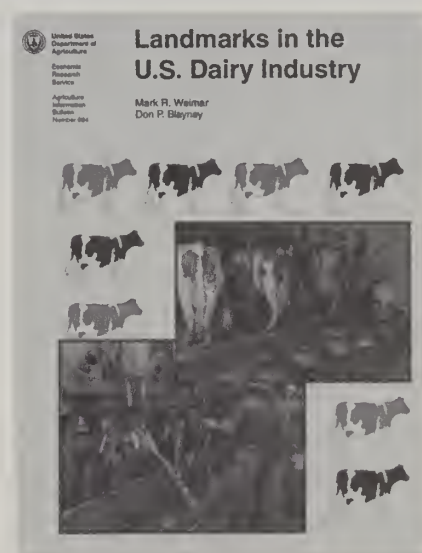 United States
Department of
Agriculture
Economic
Research
Service
Agriculture
Information
Bulletin
Number 694
Landmarks in the
U.S. Dairy Industry
Mark R. Weimar
Don P. Blayney